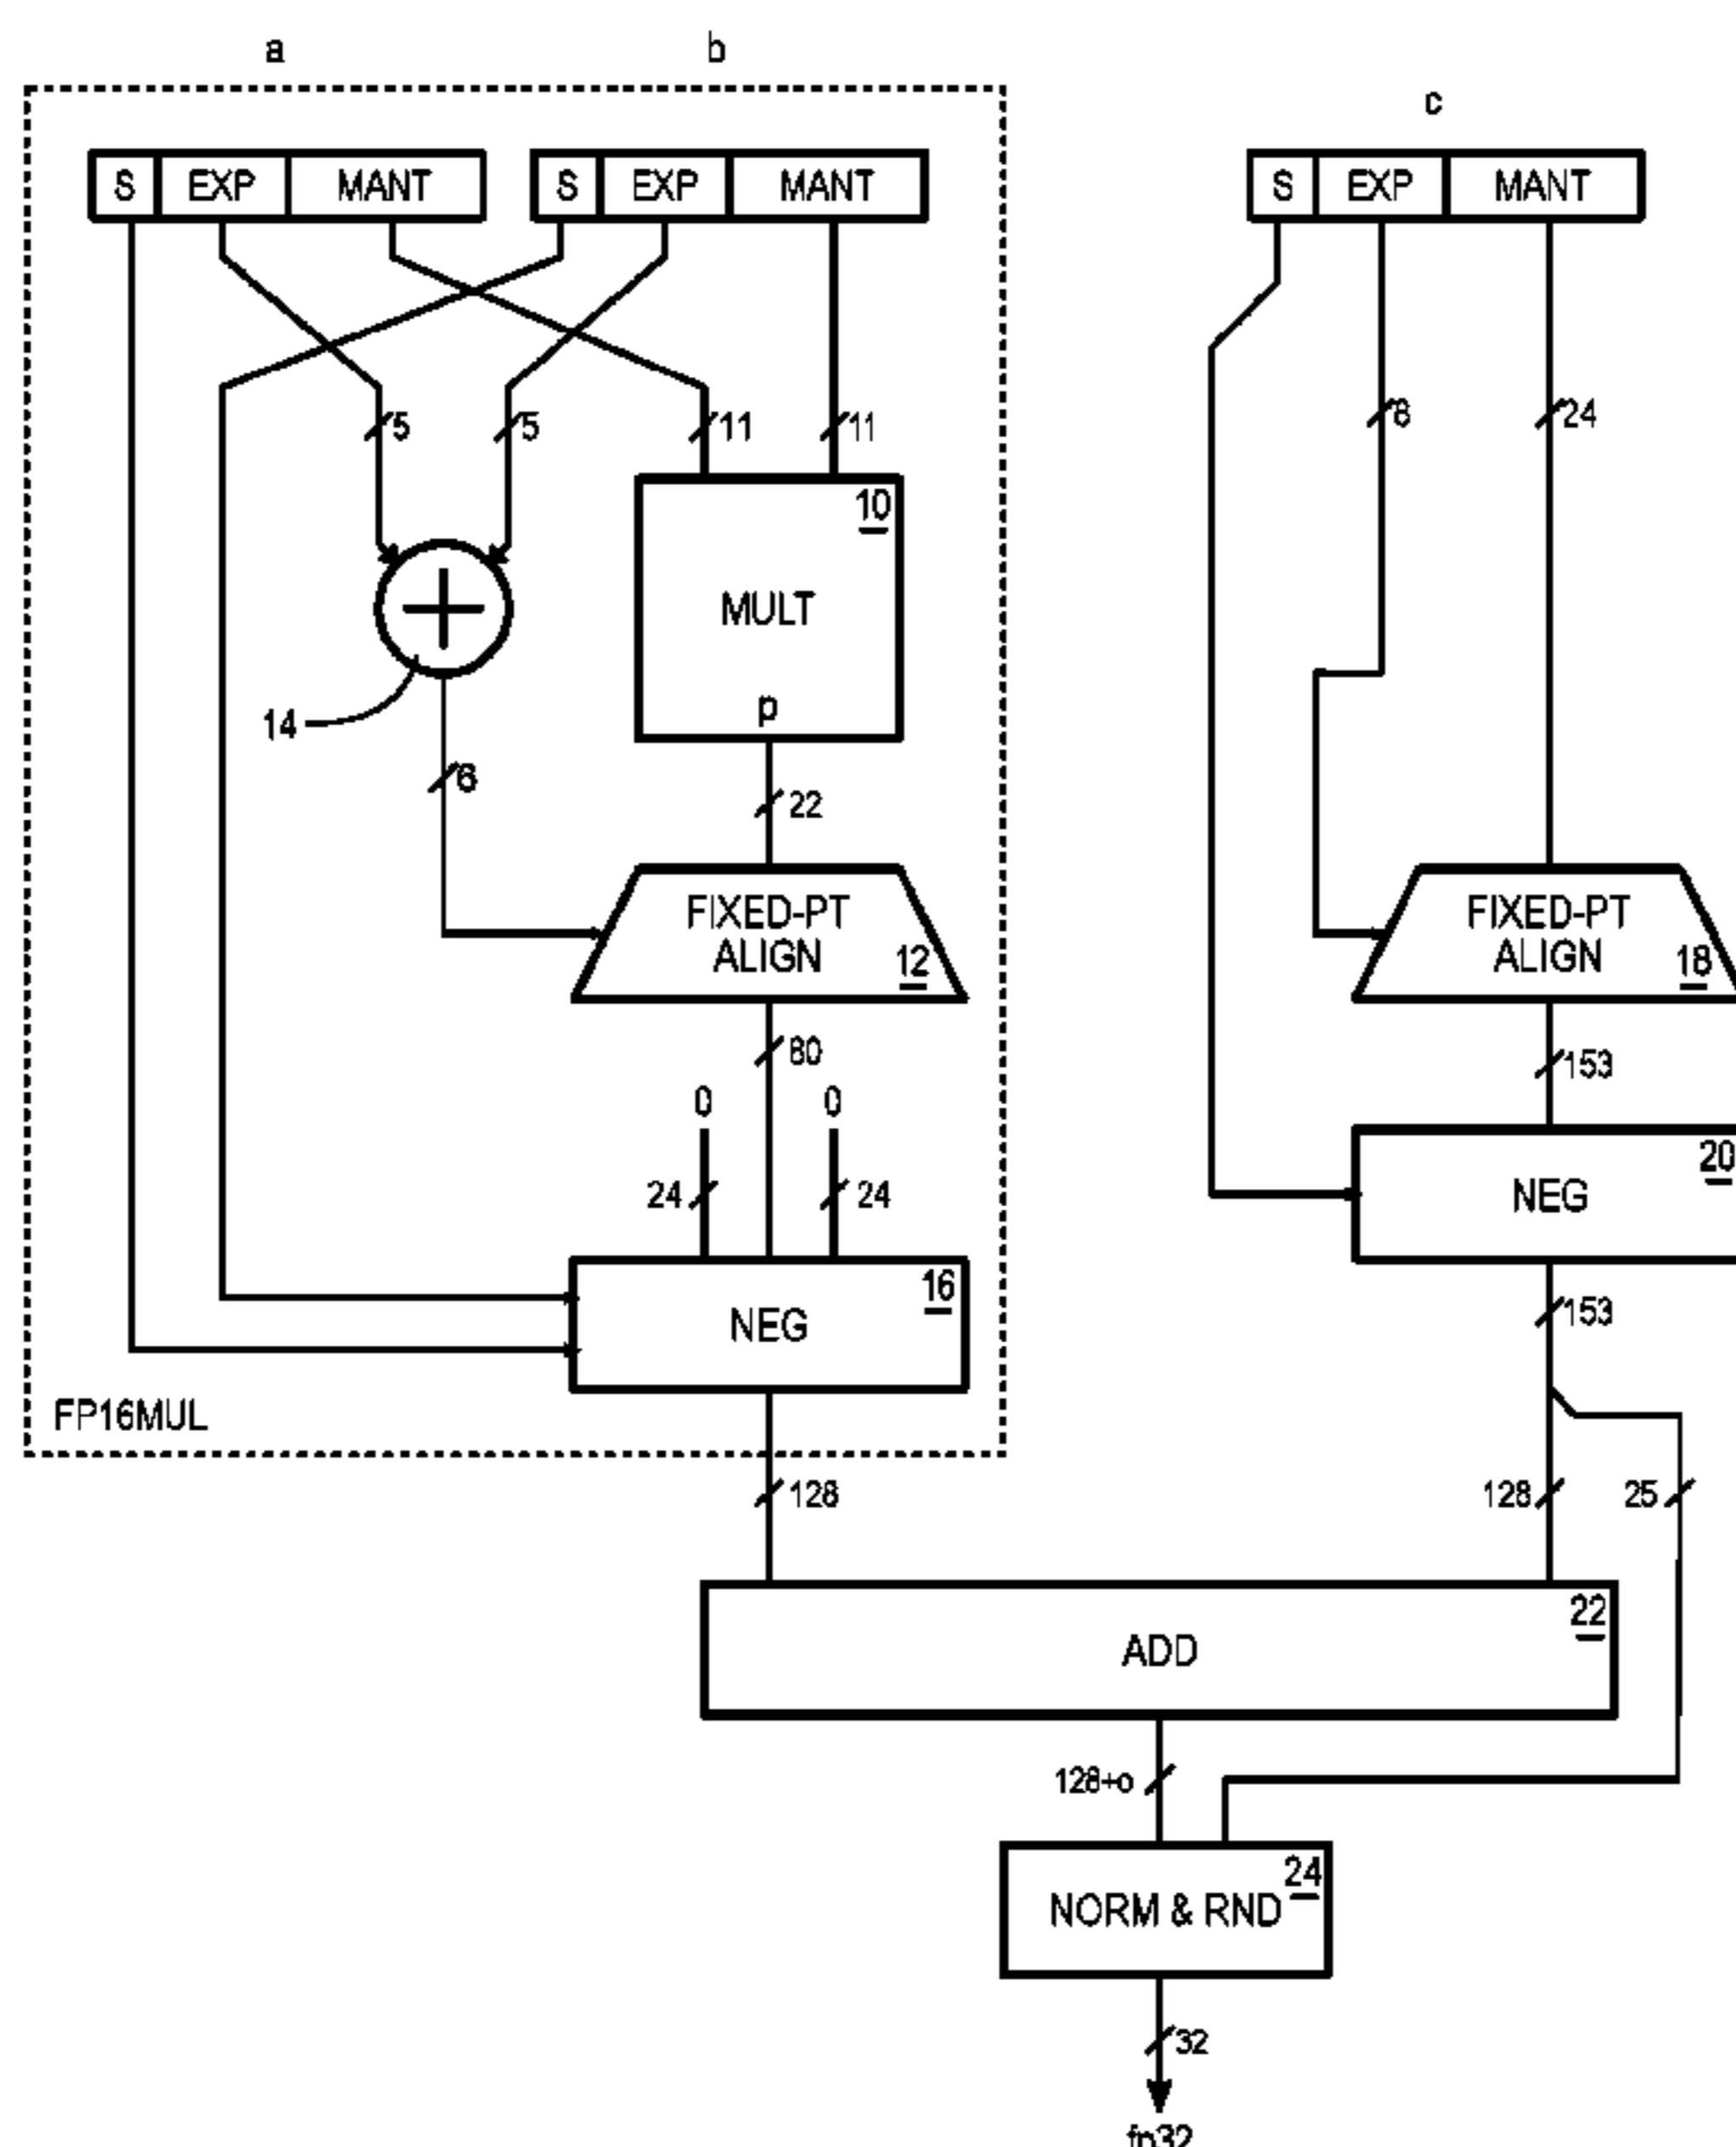 a b
c
S EXP MANT S EXP MANT
S EXP MANT
5 5 11 11
8 24
10
MULT
p
14
6
22
FIXED-PT
ALIGN 12
FIXED-PT
ALIGN 18
80
153
0 0
24 24
20
NEG
16
NEG
153
FP16MUL
128
128 25
22
ADD
128+o
24
NORM & RND
32
fp32